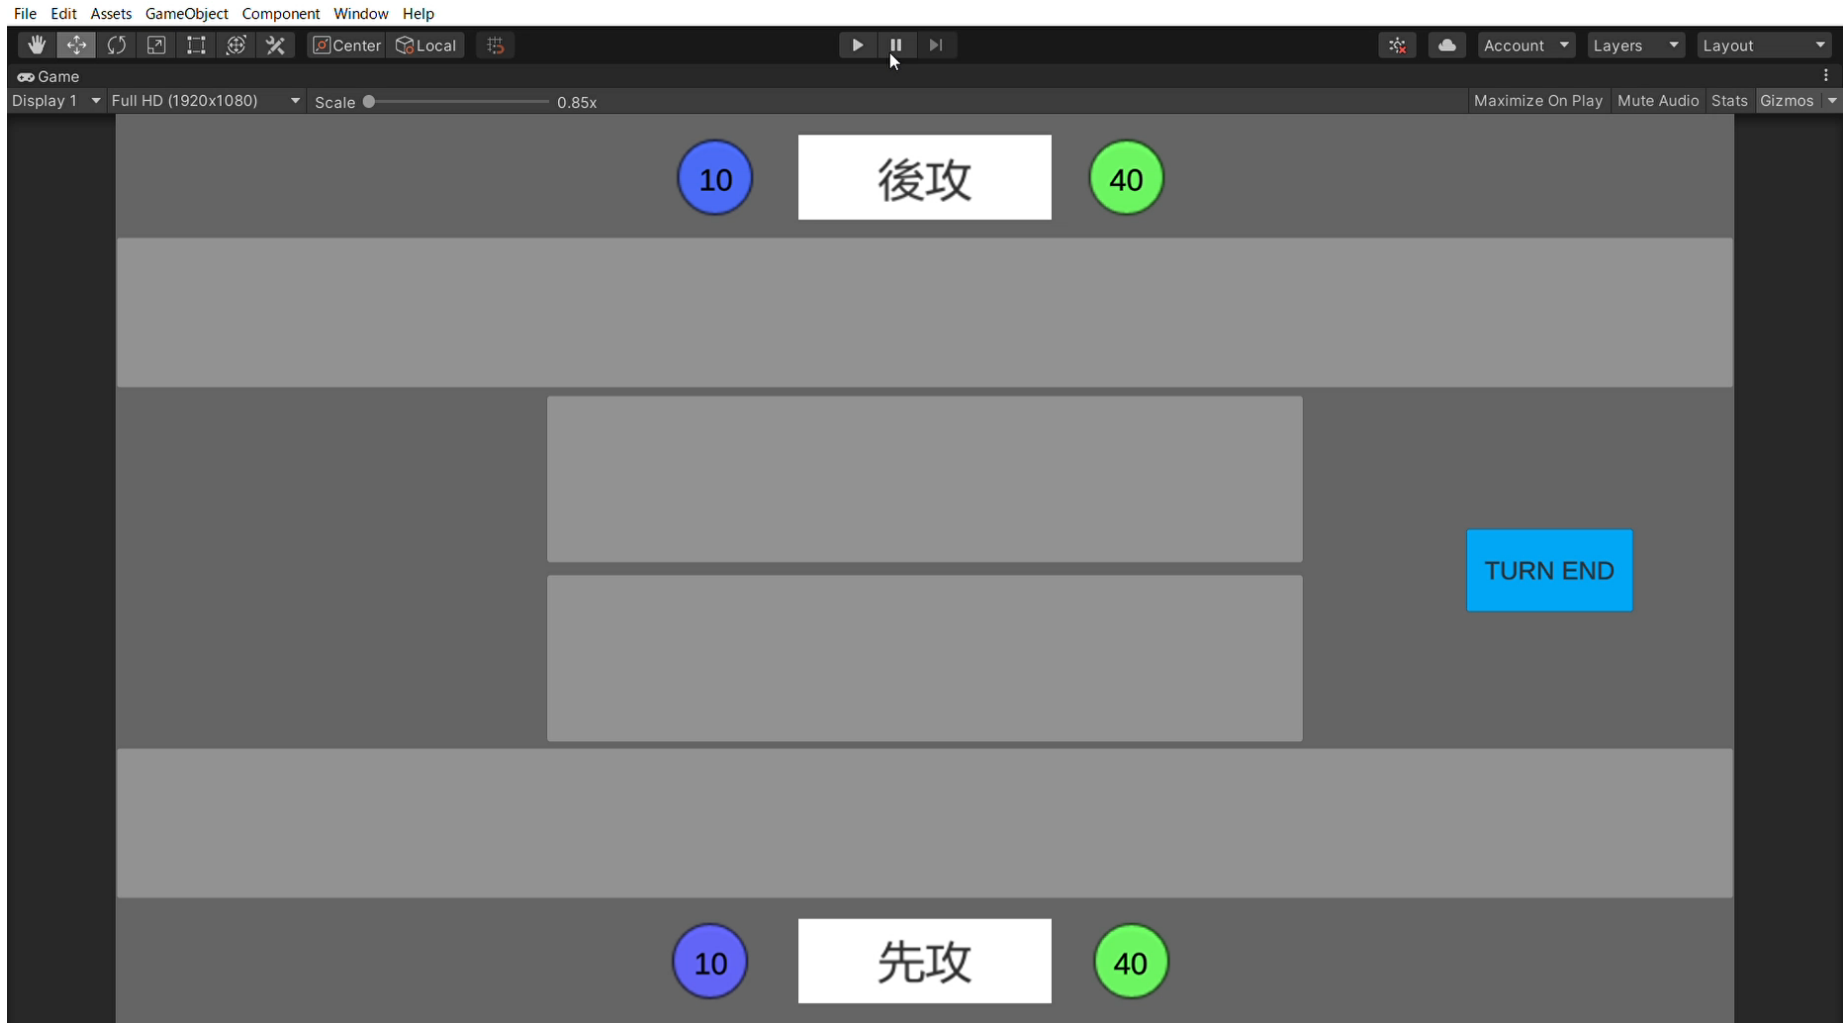 File Edit Assets GameObject Component Window Help
Center Local Account Layers Layout
Game
Display 1 Full HD (1920x1080) Scale 0.85x Maximize On Play Mute Audio Stats Gizmos
10 後攻 40
TURN END
10 先攻 40